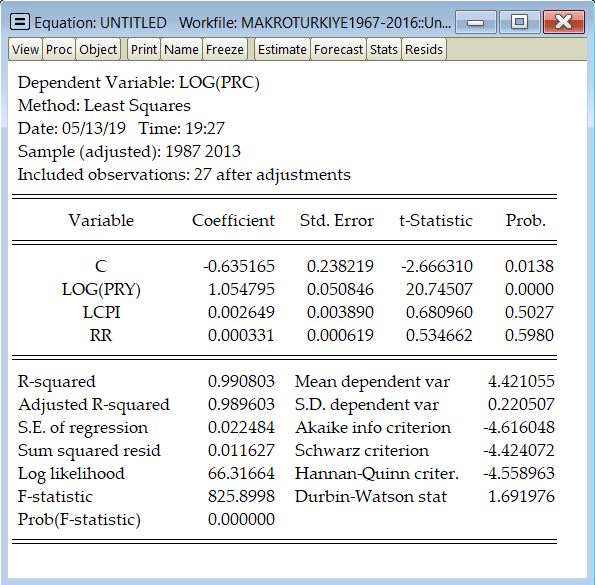 Equation: UNTITLED Workfile: MAKROTURKIYE1967-2016::Un...
View Proc Object Print Name Freeze Estimate Forecast Stats Resids
Dependent Variable: LOG(PRC)
Method: Least Squares
Date: 05/13/19 Time: 19:27
Sample (adjusted): 1987 2013
Included observations: 27 after adjustments
Variable Coefficient Std. Error t-Statistic Prob.
C -0.635165 0.238219 -2.666310 0.0138
LOG(PRY) 1.054795 0.050846 20.74507 0.0000
LCPI 0.002649 0.003890 0.680960 0.5027
RR 0.000331 0.000619 0.534662 0.5980
R-squared 0.990803 Mean dependent var 4.421055
Adjusted R-squared 0.989603 S.D. dependent var 0.220507
S.E. of regression 0.022484 Akaike info criterion -4.616048
Sum squared resid 0.011627 Schwarz criterion -4.424072
Log likelihood 66.31664 Hannan-Quinn criter. -4.558963
F-statistic 825.8998 Durbin-Watson stat 1.691976
Prob(F-statistic) 0.000000